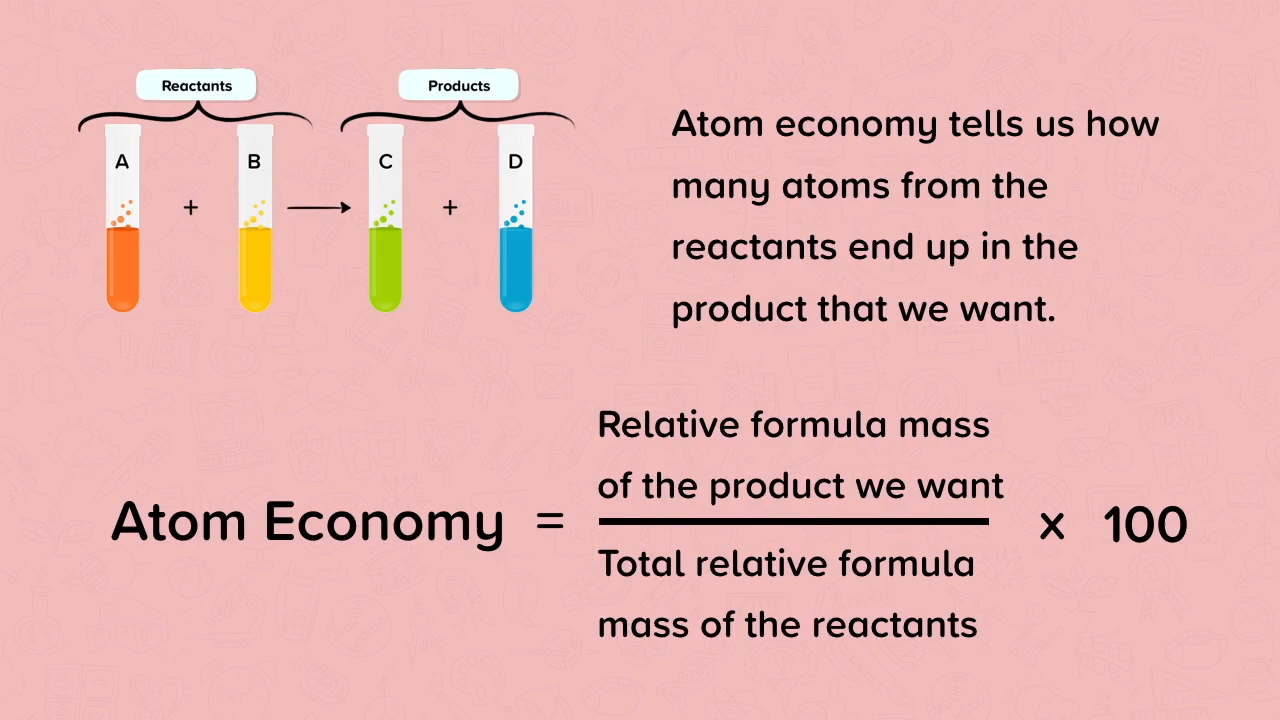 Reactants
Products
A
B
C
D
+
+
Atom economy tells us how
many atoms from the
reactants end up in the
product that we want.
Atom Economy = Relative formula mass
of the product we want
Total relative formula
mass of the reactants
x 100